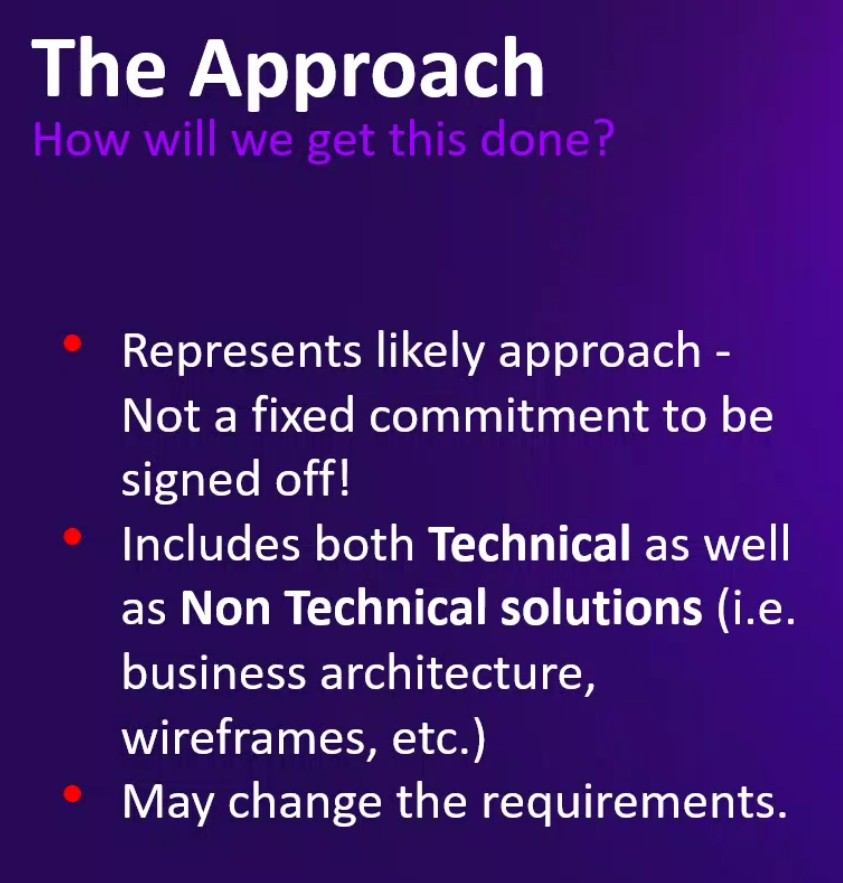 The Approach
How will we get this done?
• Represents likely approach -
Not a fixed commitment to be
signed off!
• Includes both Technical as well
as Non Technical solutions (i.e.
business architecture,
wireframes, etc.)
• May change the requirements.